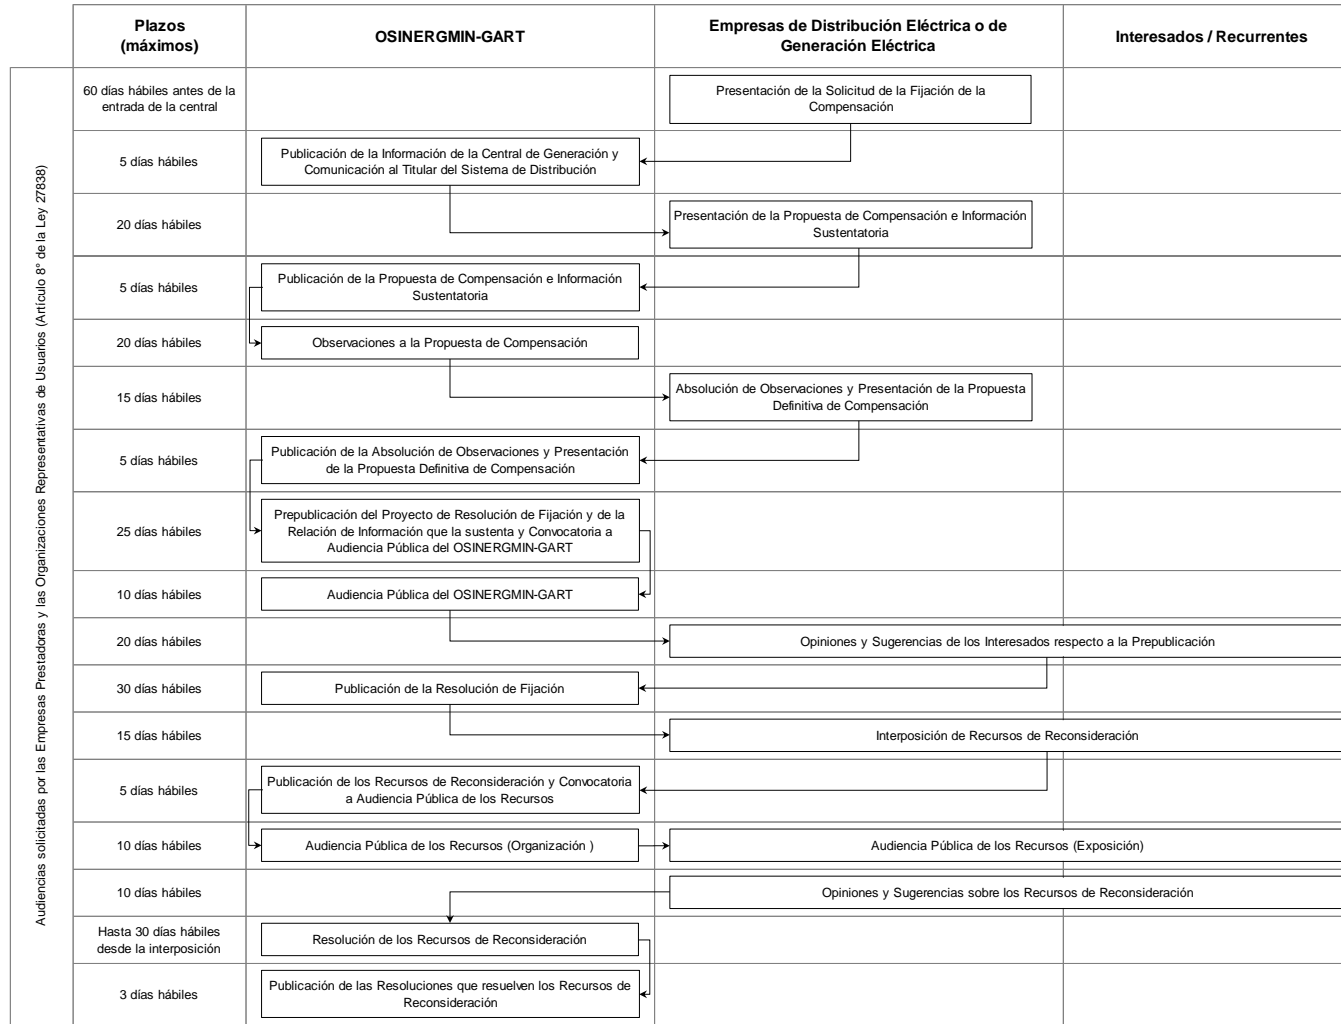 Plazos
(máximos)
OSINERGMIN-GART
Empresas de Distribución Eléctrica o de
Generación Eléctrica
Interesados / Recurrentes
Audiencias solicitadas por las Empresas Prestadoras y las Organizaciones Representativas de Usuarios (Artículo 8° de la Ley 27838)
60 días hábiles antes de la
entrada de la central
Presentación de la Solicitud de la Fijación de la
Compensación
5 días hábiles
Publicación de la Información de la Central de Generación y
Comunicación al Titular del Sistema de Distribución
20 días hábiles
Presentación de la Propuesta de Compensación e Información
Sustentatoria
5 días hábiles
Publicación de la Propuesta de Compensación e Información
Sustentatoria
20 días hábiles
Observaciones a la Propuesta de Compensación
15 días hábiles
Absolución de Observaciones y Presentación de la Propuesta
Definitiva de Compensación
5 días hábiles
Publicación de la Absolución de Observaciones y Presentación
de la Propuesta Definitiva de Compensación
25 días hábiles
Prepublicación del Proyecto de Resolución de Fijación y de la
Relación de Información que la sustenta y Convocatoria a
Audiencia Pública del OSINERGMIN-GART
10 días hábiles
Audiencia Pública del OSINERGMIN-GART
20 días hábiles
Opiniones y Sugerencias de los Interesados respecto a la Prepublicación
30 días hábiles
Publicación de la Resolución de Fijación
15 días hábiles
Interposición de Recursos de Reconsideración
5 días hábiles
Publicación de los Recursos de Reconsideración y Convocatoria
a Audiencia Pública de los Recursos
10 días hábiles
Audiencia Pública de los Recursos (Organización )
Audiencia Pública de los Recursos (Exposición)
10 días hábiles
Opiniones y Sugerencias sobre los Recursos de Reconsideración
Hasta 30 días hábiles
desde la interposición
Resolución de los Recursos de Reconsideración
3 días hábiles
Publicación de las Resoluciones que resuelven los Recursos de
Reconsideración